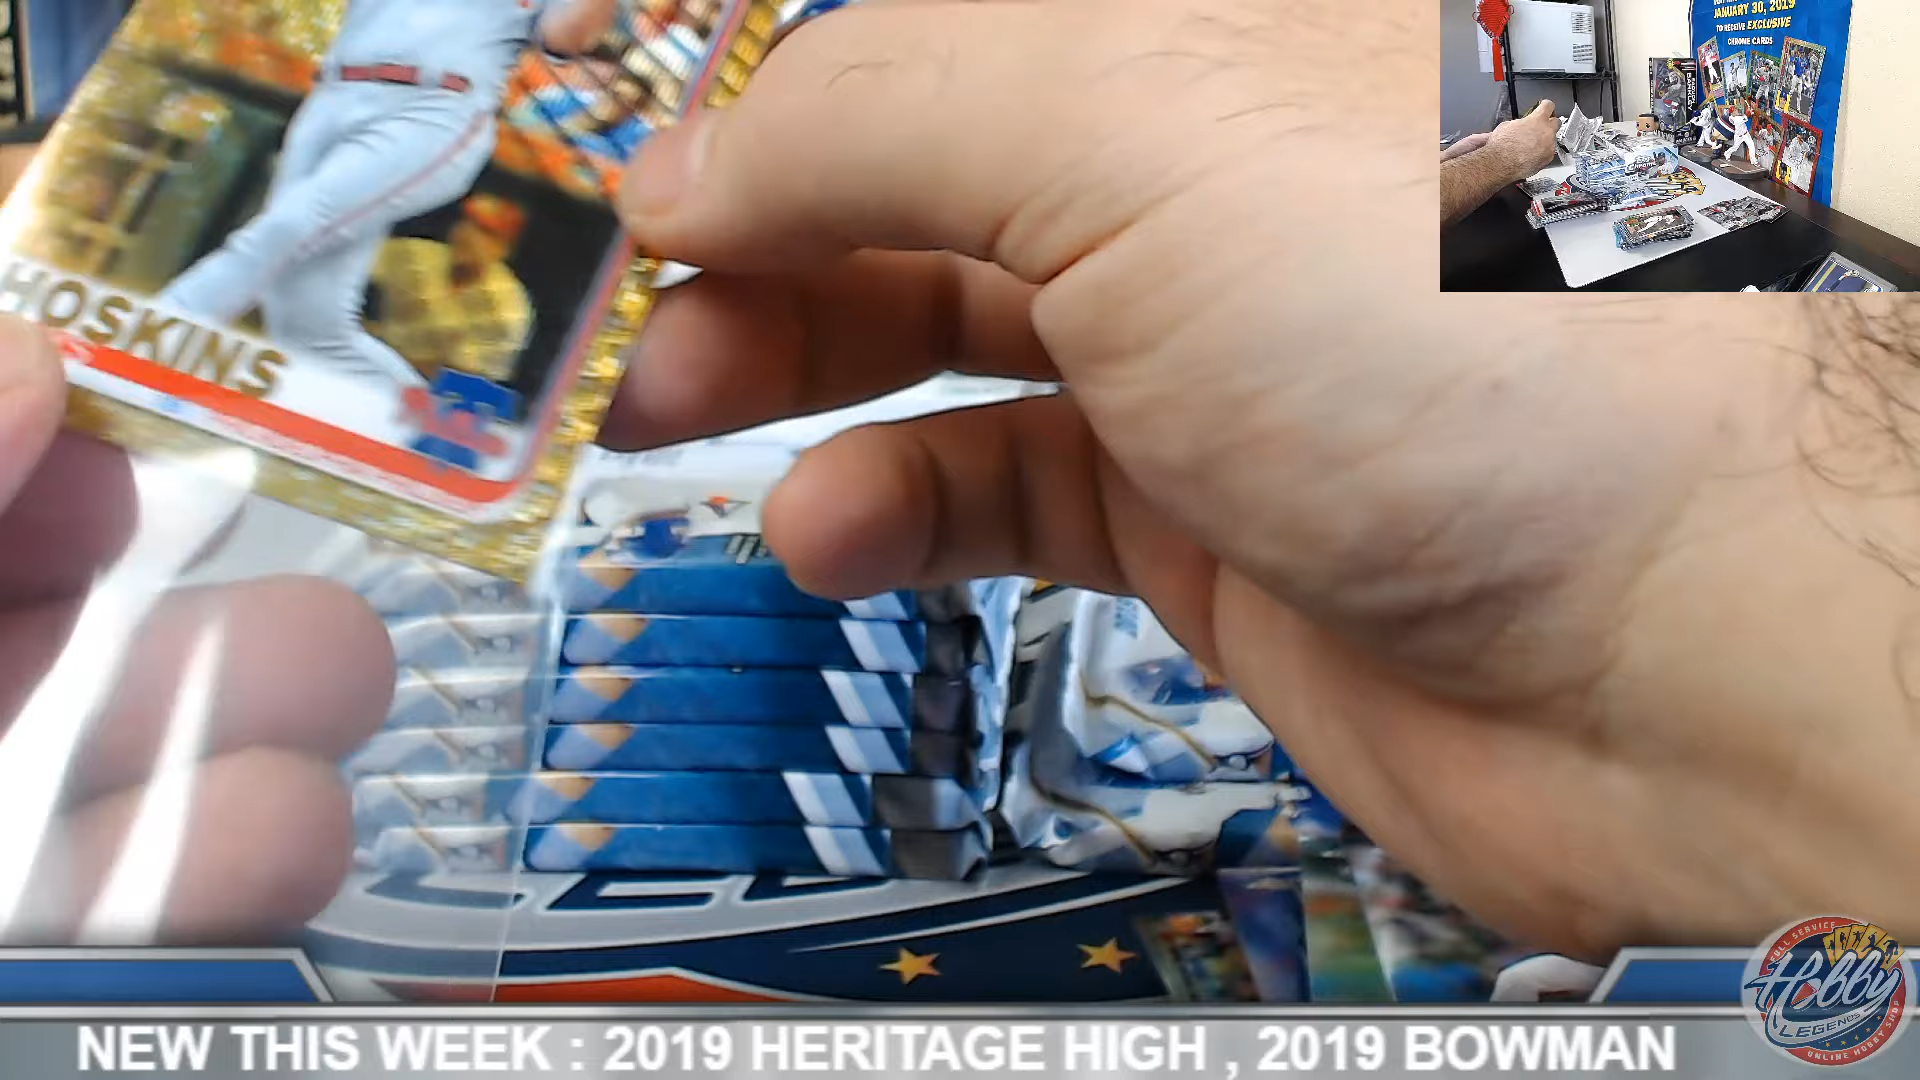 JANUARY 30, 2019
TO RECEIVE EXCLUSIVE
CHROME CARDS
HOSKINS
FULL SERVICE
Hobby
LEGENDS
ONLINE HOBBY SHOP
NEW THIS WEEK : 2019 HERITAGE HIGH , 2019 BOWMAN